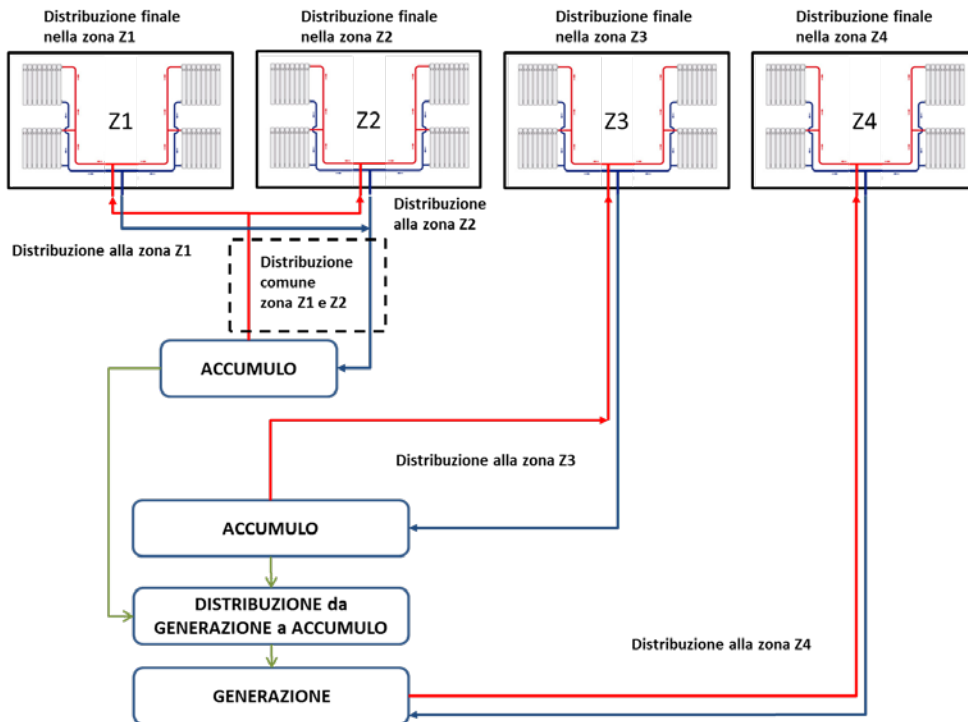 Distribuzione finale
nella zona Z1
Distribuzione finale
nella zona Z2
Distribuzione finale
nella zona Z3
Distribuzione finale
nella zona Z4
Z1
Z2
Z3
Z4
Distribuzione alla zona Z1
Distribuzione
alla zona Z2
Distribuzione
comune
zona Z1 e Z2
ACCUMULO
Distribuzione alla zona Z3
ACCUMULO
DISTRIBUZIONE da
GENERAZIONE a ACCUMULO
Distribuzione alla zona Z4
GENERAZIONE